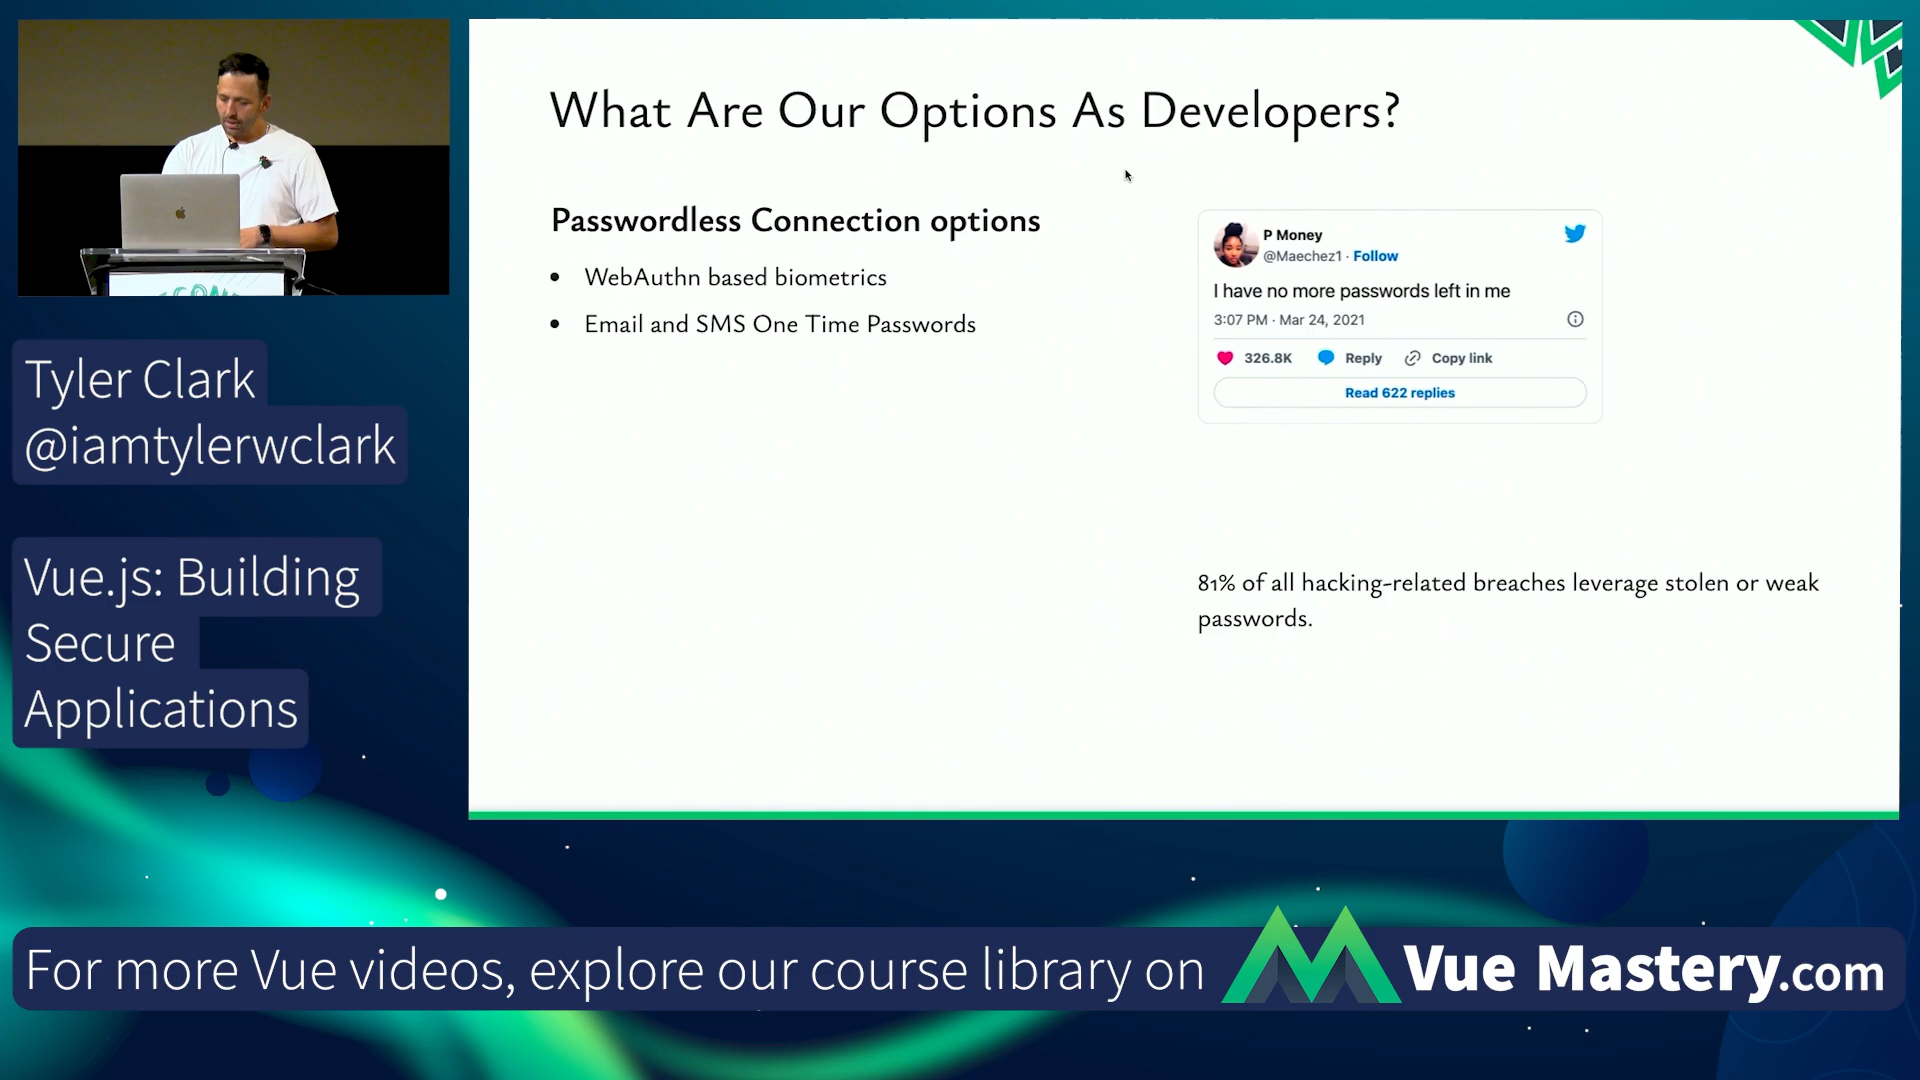 What Are Our Options As Developers?
Passwordless Connection options
• WebAuthn based biometrics
• Email and SMS One Time Passwords
P Money
@Maechez1 · Follow
I have no more passwords left in me
3:07 PM · Mar 24, 2021
326.8K Reply Copy link
Read 622 replies
81% of all hacking-related breaches leverage stolen or weak
passwords.
Tyler Clark
@iamtylerwclark
Vue.js: Building
Secure
Applications
For more Vue videos, explore our course library on Vue Mastery.com